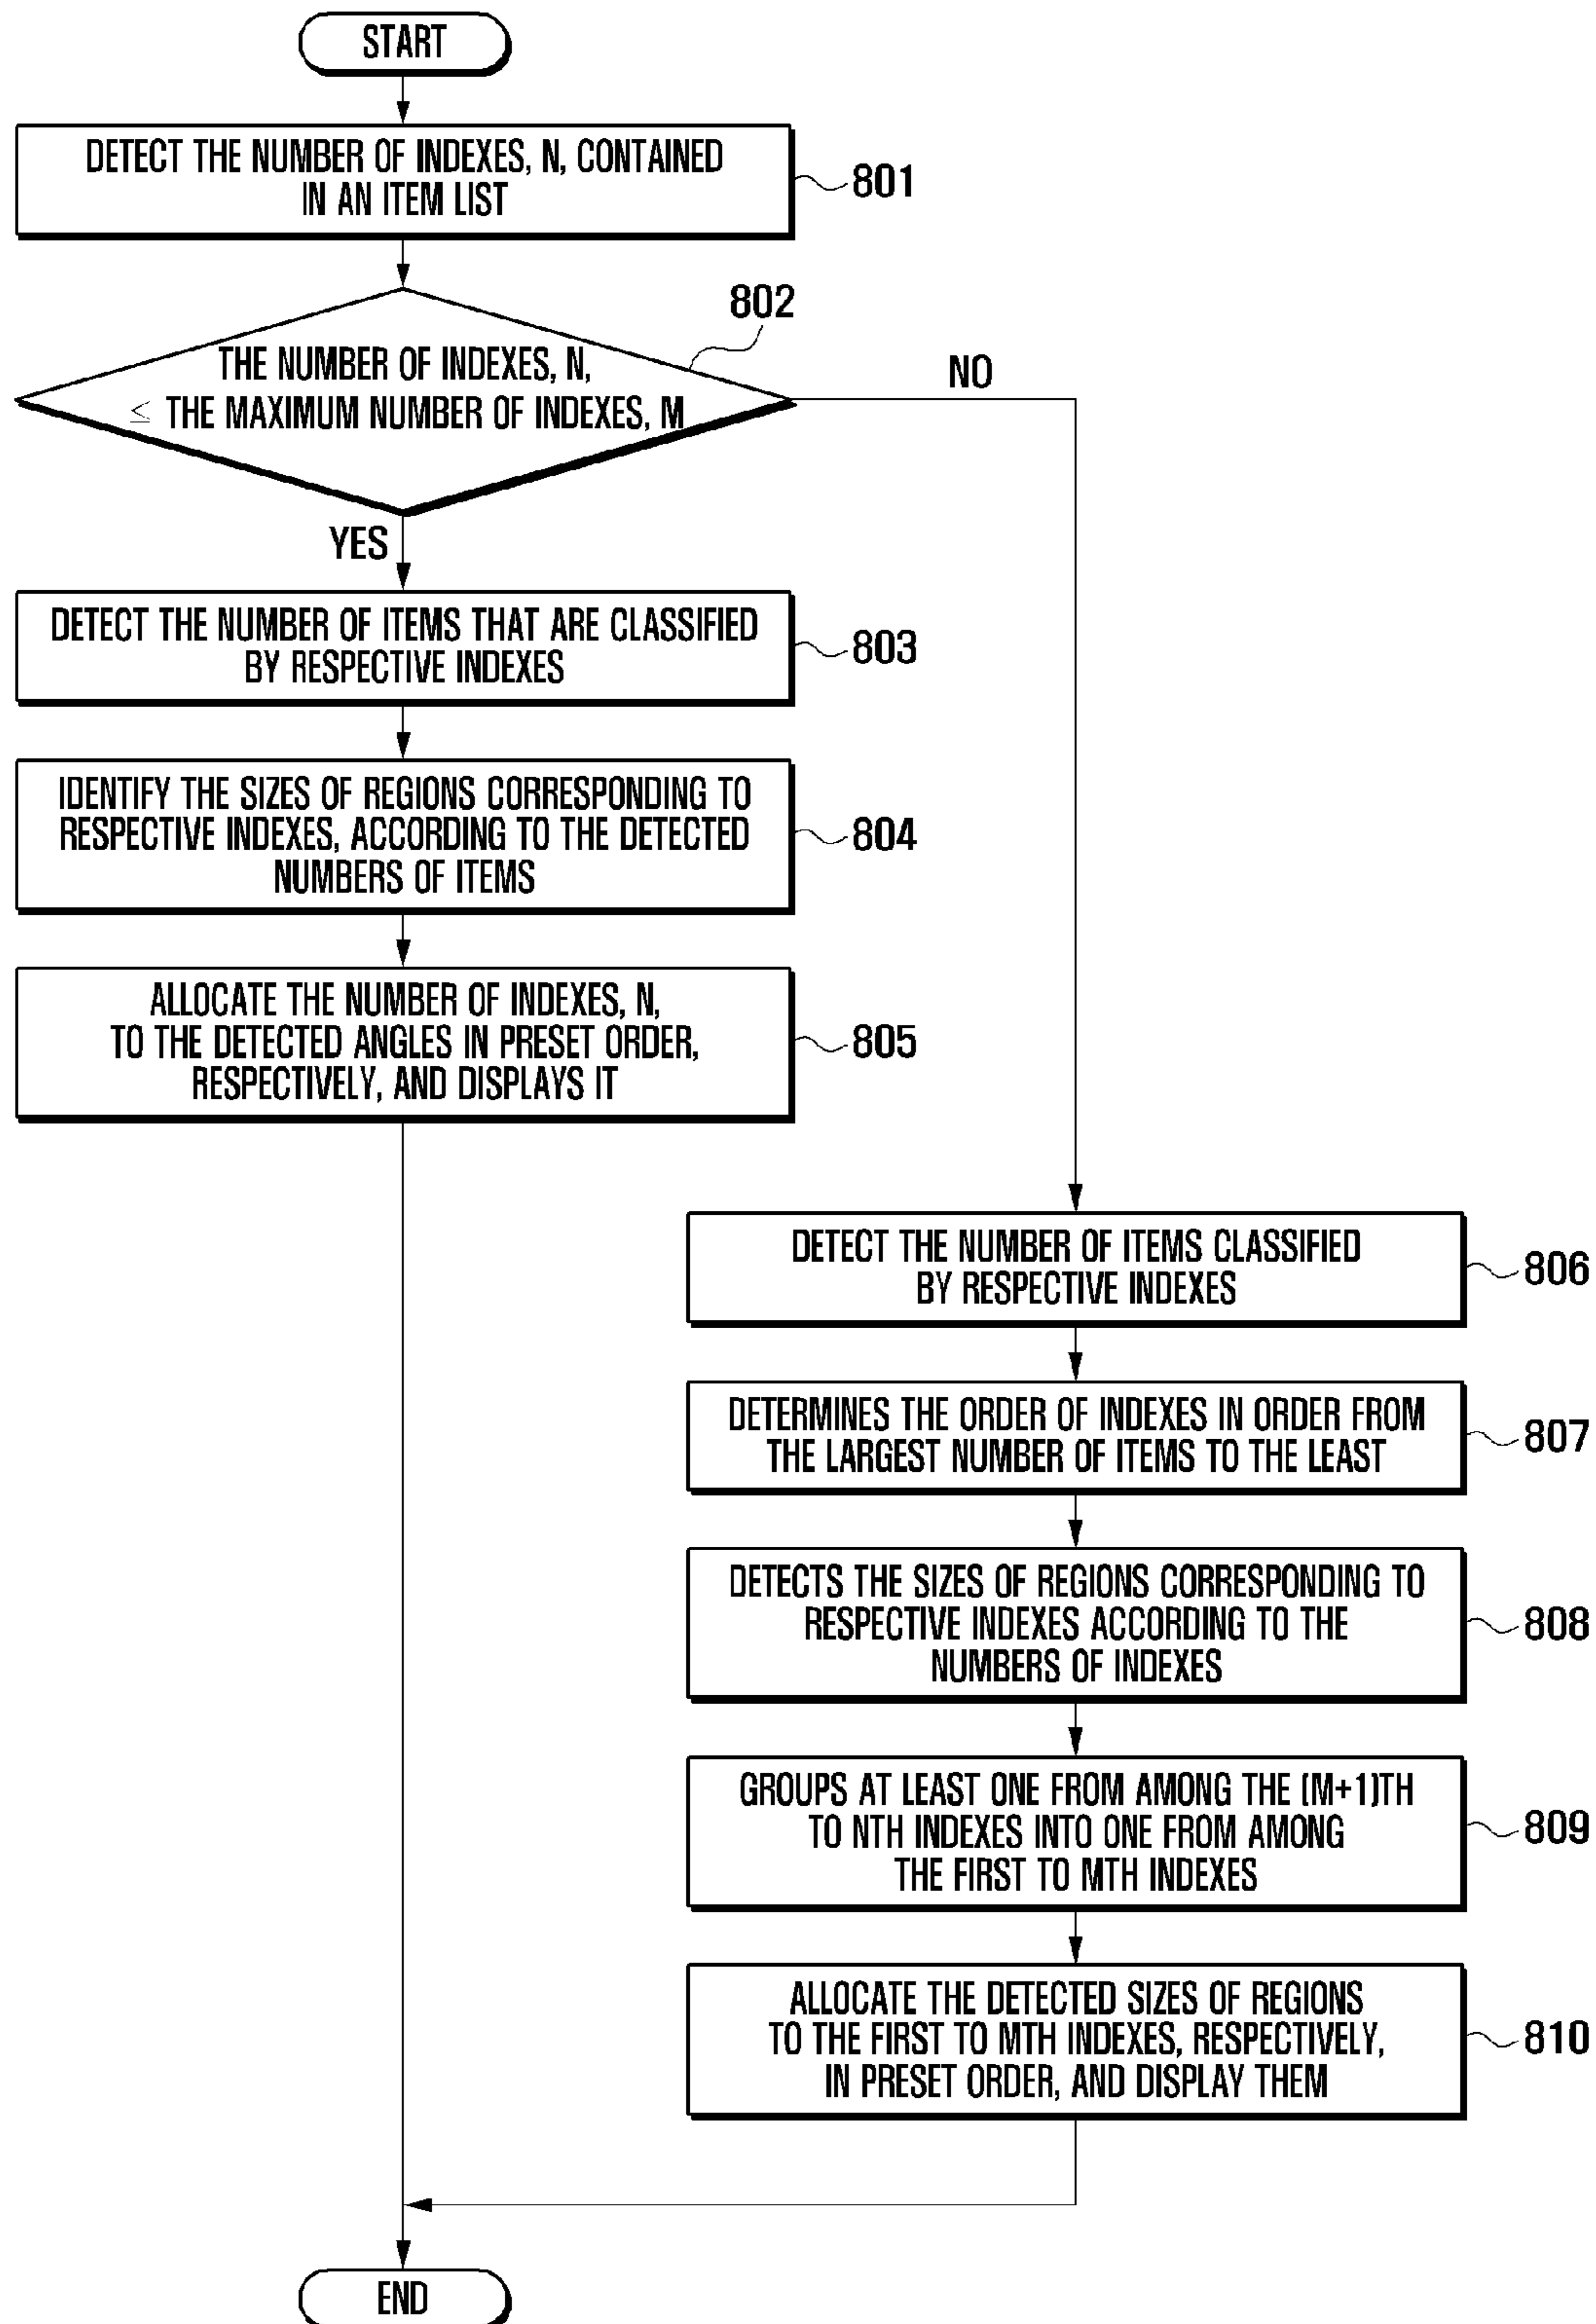 START
DETECT THE NUMBER OF INDEXES, N, CONTAINED
IN AN ITEM LIST
801
802
THE NUMBER OF INDEXES, N,
≤ THE MAXIMUM NUMBER OF INDEXES, M
NO
YES
DETECT THE NUMBER OF ITEMS THAT ARE CLASSIFIED
BY RESPECTIVE INDEXES
803
IDENTIFY THE SIZES OF REGIONS CORRESPONDING TO
RESPECTIVE INDEXES, ACCORDING TO THE DETECTED
NUMBERS OF ITEMS
804
ALLOCATE THE NUMBER OF INDEXES, N,
TO THE DETECTED ANGLES IN PRESET ORDER,
RESPECTIVELY, AND DISPLAYS IT
805
DETECT THE NUMBER OF ITEMS CLASSIFIED
BY RESPECTIVE INDEXES
806
DETERMINES THE ORDER OF INDEXES IN ORDER FROM
THE LARGEST NUMBER OF ITEMS TO THE LEAST
807
DETECTS THE SIZES OF REGIONS CORRESPONDING TO
RESPECTIVE INDEXES ACCORDING TO THE
NUMBERS OF INDEXES
808
GROUPS AT LEAST ONE FROM AMONG THE (M+1)TH
TO NTH INDEXES INTO ONE FROM AMONG
THE FIRST TO MTH INDEXES
809
ALLOCATE THE DETECTED SIZES OF REGIONS
TO THE FIRST TO MTH INDEXES, RESPECTIVELY,
IN PRESET ORDER, AND DISPLAY THEM
810
END